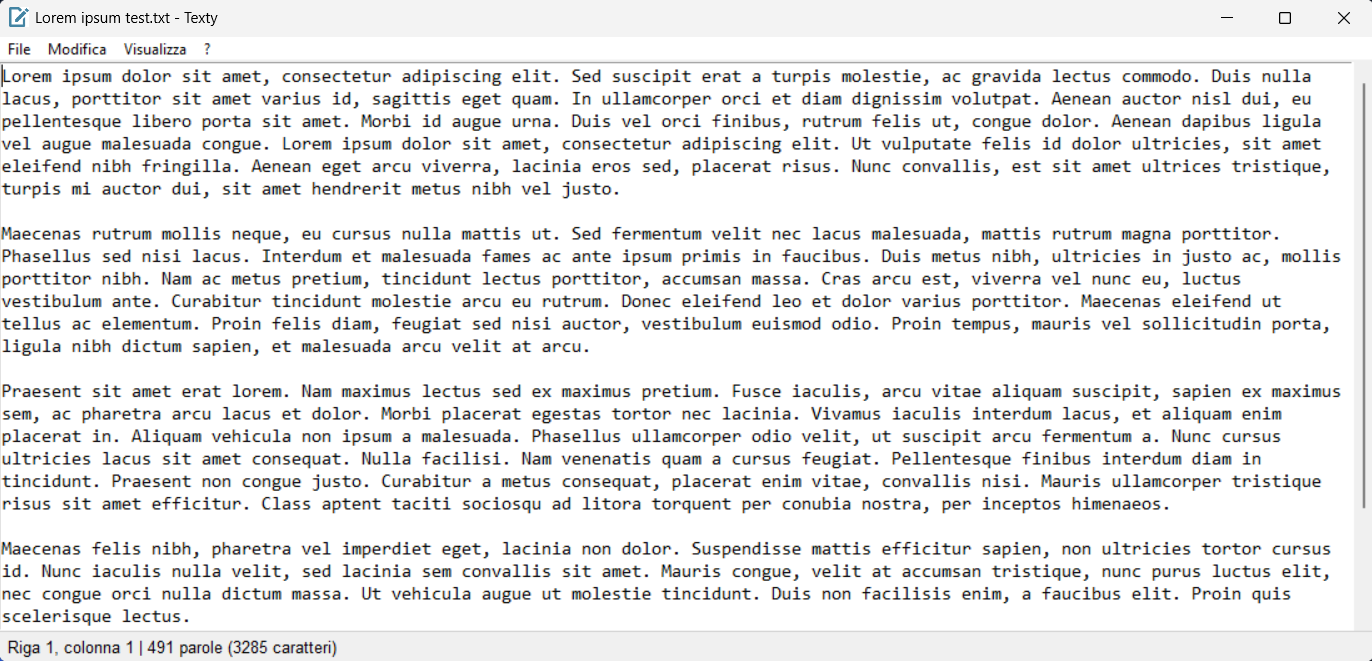 Lorem ipsum test.txt - Texty
File Modifica Visualizza ?
Lorem ipsum dolor sit amet, consectetur adipiscing elit. Sed suscipit erat a turpis molestie, ac gravida lectus commodo. Duis nulla
lacus, porttitor sit amet varius id, sagittis eget quam. In ullamcorper orci et diam dignissim volutpat. Aenean auctor nisl dui, eu
pellentesque libero porta sit amet. Morbi id augue urna. Duis vel orci finibus, rutrum felis ut, congue dolor. Aenean dapibus ligula
vel augue malesuada congue. Lorem ipsum dolor sit amet, consectetur adipiscing elit. Ut vulputate felis id dolor ultricies, sit amet
eleifend nibh fringilla. Aenean eget arcu viverra, lacinia eros sed, placerat risus. Nunc convallis, est sit amet ultrices tristique,
turpis mi auctor dui, sit amet hendrerit metus nibh vel justo.

Maecenas rutrum mollis neque, eu cursus nulla mattis ut. Sed fermentum velit nec lacus malesuada, mattis rutrum magna porttitor.
Phasellus sed nisi lacus. Interdum et malesuada fames ac ante ipsum primis in faucibus. Duis metus nibh, ultricies in justo ac, mollis
porttitor nibh. Nam ac metus pretium, tincidunt lectus porttitor, accumsan massa. Cras arcu est, viverra vel nunc eu, luctus
vestibulum ante. Curabitur tincidunt molestie arcu eu rutrum. Donec eleifend leo et dolor varius porttitor. Maecenas eleifend ut
tellus ac elementum. Proin felis diam, feugiat sed nisi auctor, vestibulum euismod odio. Proin tempus, mauris vel sollicitudin porta,
ligula nibh dictum sapien, et malesuada arcu velit at arcu.

Praesent sit amet erat lorem. Nam maximus lectus sed ex maximus pretium. Fusce iaculis, arcu vitae aliquam suscipit, sapien ex maximus
sem, ac pharetra arcu lacus et dolor. Morbi placerat egestas tortor nec lacinia. Vivamus iaculis interdum lacus, et aliquam enim
placerat in. Aliquam vehicula non ipsum a malesuada. Phasellus ullamcorper odio velit, ut suscipit arcu fermentum a. Nunc cursus
ultricies lacus sit amet consequat. Nulla facilisi. Nam venenatis quam a cursus feugiat. Pellentesque finibus interdum diam in
tincidunt. Praesent non congue justo. Curabitur a metus consequat, placerat enim vitae, convallis nisi. Mauris ullamcorper tristique
risus sit amet efficitur. Class aptent taciti sociosqu ad litora torquent per conubia nostra, per inceptos himenaeos.

Maecenas felis nibh, pharetra vel imperdiet eget, lacinia non dolor. Suspendisse mattis efficitur sapien, non ultricies tortor cursus
id. Nunc iaculis nulla velit, sed lacinia sem convallis sit amet. Mauris congue, velit at accumsan tristique, nunc purus luctus elit,
nec congue orci nulla dictum massa. Ut vehicula augue ut molestie tincidunt. Duis non facilisis enim, a faucibus elit. Proin quis
scelerisque lectus.
Riga 1, colonna 1 | 491 parole (3285 caratteri)